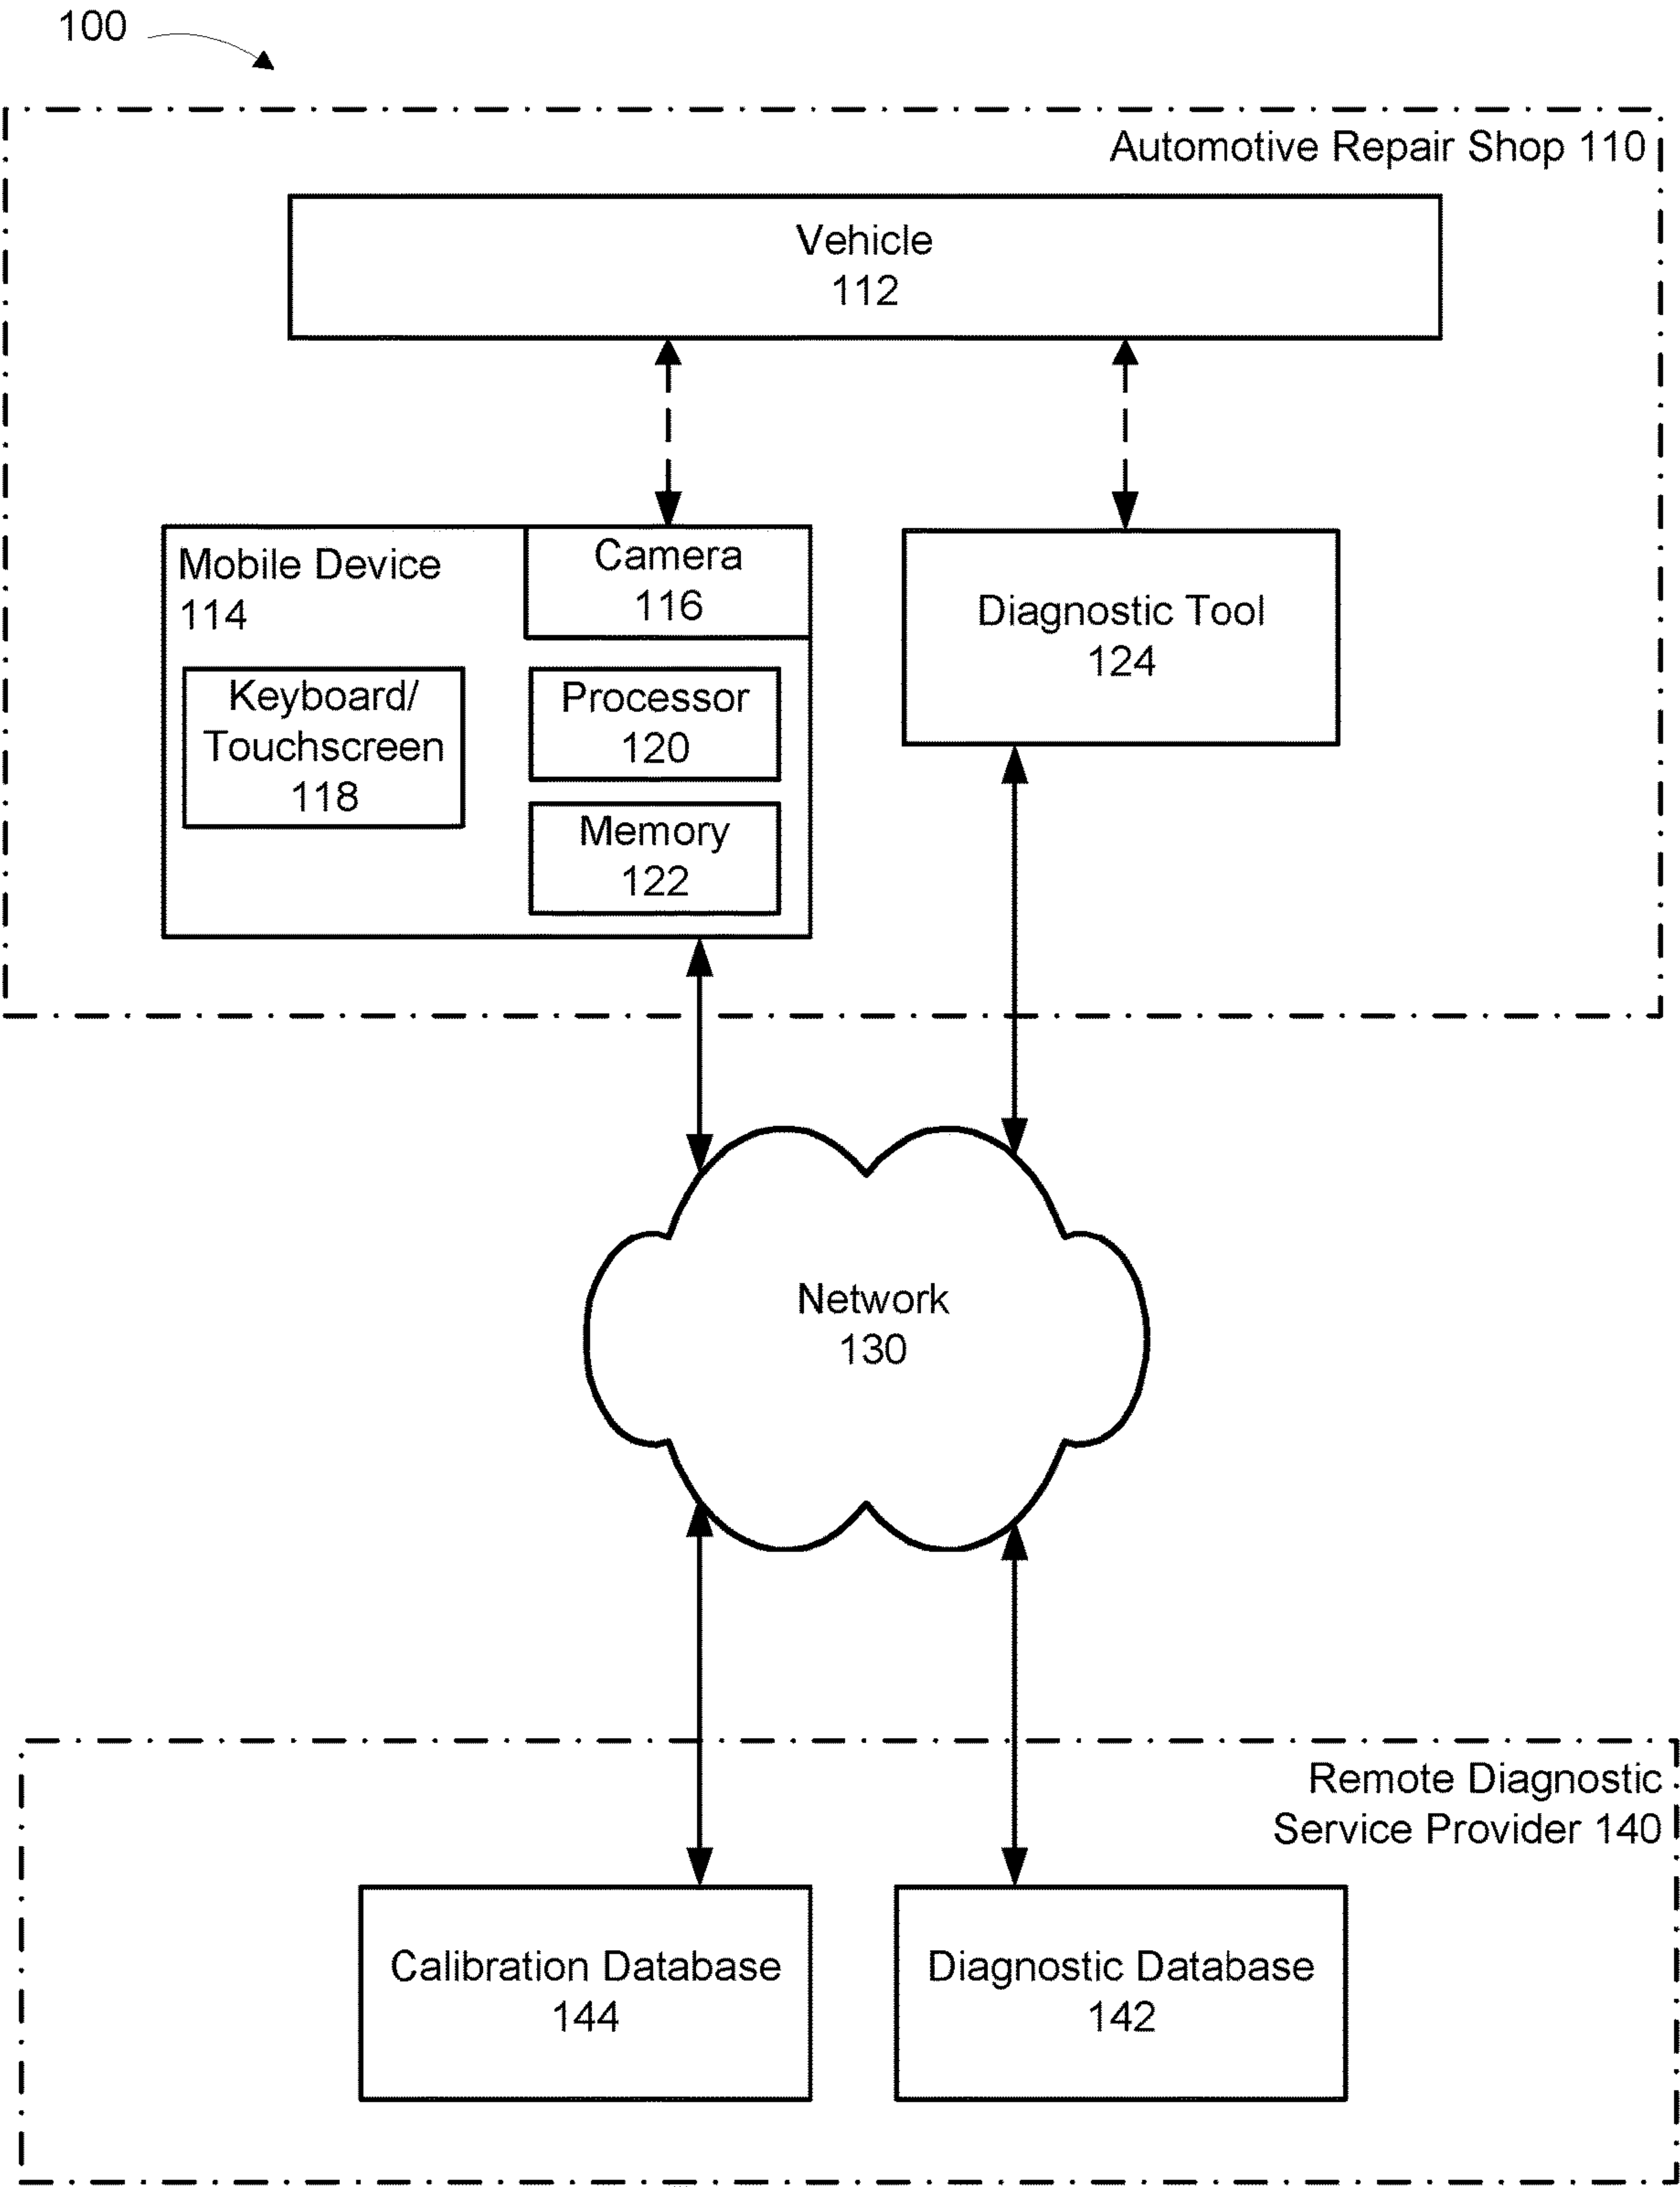 100
Automotive Repair Shop 110
Vehicle
112
Mobile Device
114
Camera
116
Keyboard/
Touchscreen
118
Processor
120
Memory
122
Diagnostic Tool
124
Network
130
Remote Diagnostic
Service Provider 140
Calibration Database
144
Diagnostic Database
142